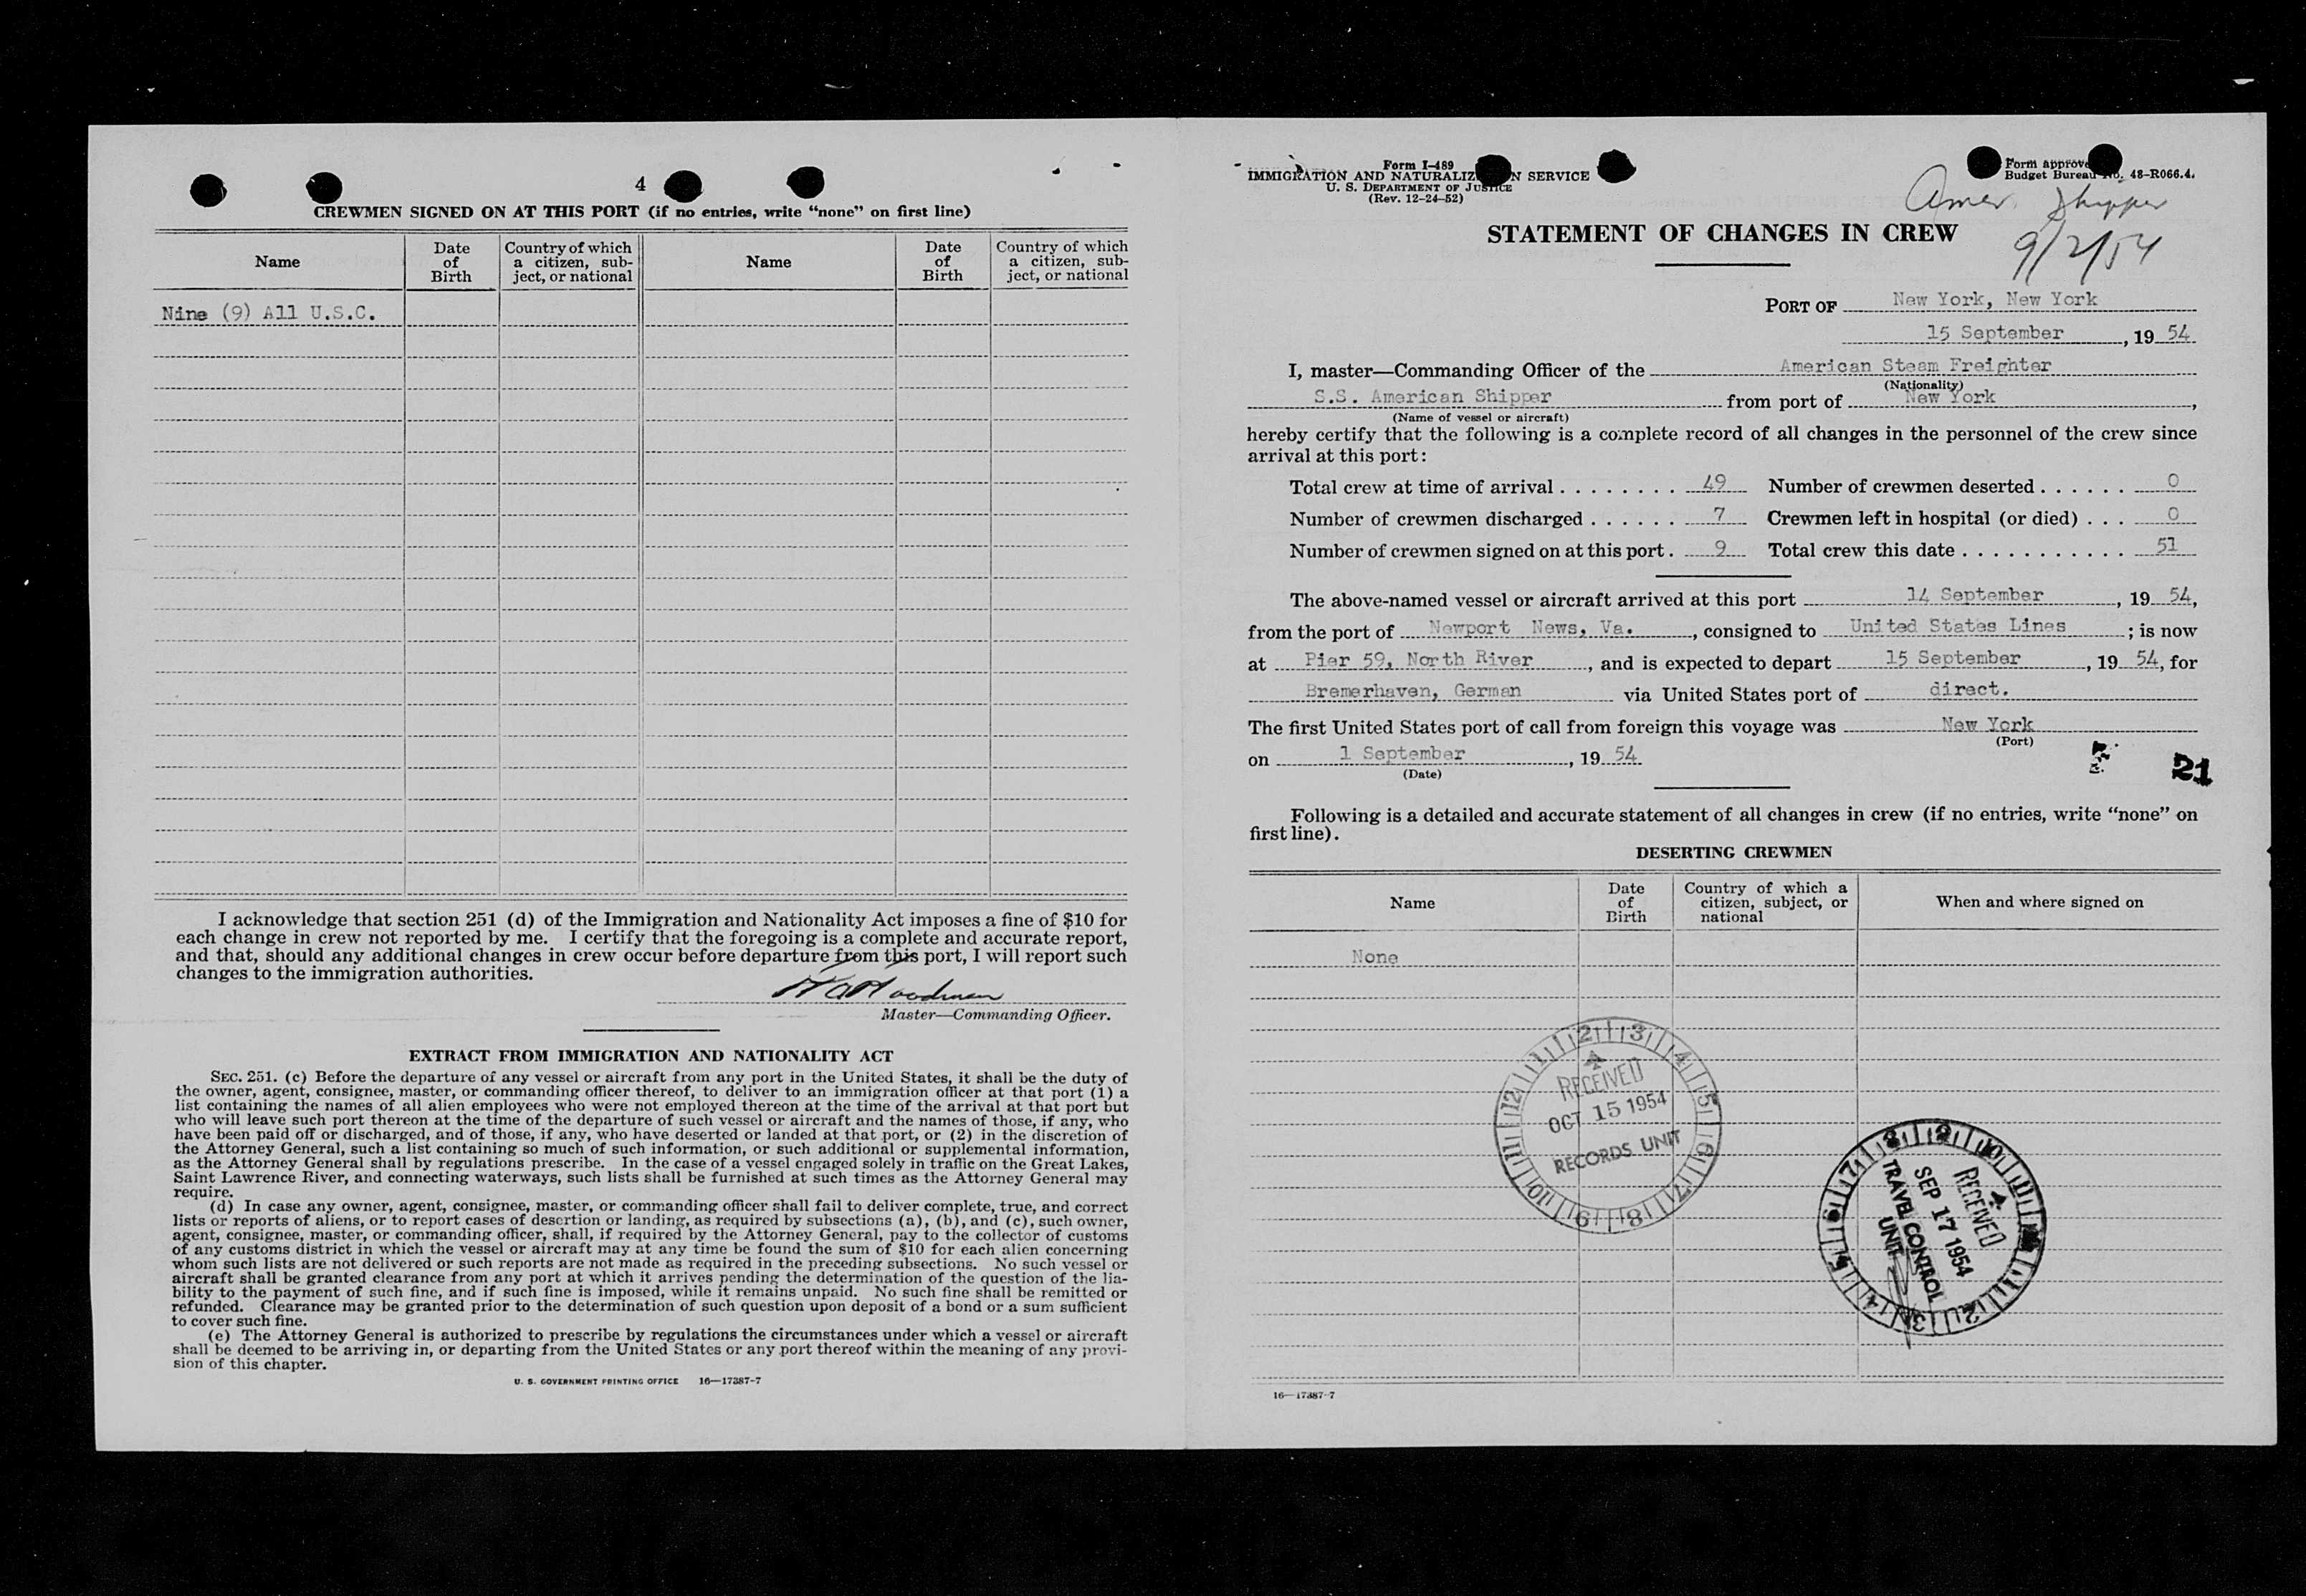 4
CREWMEN SIGNED ON AT THIS PORT (if no entries, write “none” on first line)
Name | Date of Birth | Country of which a citizen, sub-ject, or national | Name | Date of Birth | Country of which a citizen, sub-ject, or national
Nine (9) All U.S.C.
I acknowledge that section 251 (d) of the Immigration and Nationality Act imposes a fine of $10 for
each change in crew not reported by me. I certify that the foregoing is a complete and accurate report,
and that, should any additional changes in crew occur before departure from this port, I will report such
changes to the immigration authorities.
Master—Commanding Officer.
EXTRACT FROM IMMIGRATION AND NATIONALITY ACT
SEC. 251. (c) Before the departure of any vessel or aircraft from any port in the United States, it shall be the duty of
the owner, agent, consignee, master, or commanding officer thereof, to deliver to an immigration officer at that port (1) a
list containing the names of all alien employees who were not employed thereon at the time of the arrival at that port but
who will leave such port thereon at the time of the departure of such vessel or aircraft and the names of those, if any, who
have been paid off or discharged, and of those, if any, who have deserted or landed at that port, or (2) in the discretion of
the Attorney General, such a list containing so much of such information, or such additional or supplemental information,
as the Attorney General shall by regulations prescribe. In the case of a vessel engaged solely in traffic on the Great Lakes,
Saint Lawrence River, and connecting waterways, such lists shall be furnished at such times as the Attorney General may
require.
(d) In case any owner, agent, consignee, master, or commanding officer shall fail to deliver complete, true, and correct
lists or reports of aliens, or to report cases of desertion or landing, as required by subsections (a), (b), and (c), such owner,
agent, consignee, master, or commanding officer, shall, if required by the Attorney General, pay to the collector of customs
of any customs district in which the vessel or aircraft may at any time be found the sum of $10 for each alien concerning
whom such lists are not delivered or such reports are not made as required in the preceding subsections. No such vessel or
aircraft shall be granted clearance from any port at which it arrives pending the determination of the question of the lia-
bility to the payment of such fine, and if such fine is imposed, while it remains unpaid. No such fine shall be remitted or
refunded. Clearance may be granted prior to the determination of such question upon deposit of a bond or a sum sufficient
to cover such fine.
(e) The Attorney General is authorized to prescribe by regulations the circumstances under which a vessel or aircraft
shall be deemed to be arriving in, or departing from the United States or any port thereof within the meaning of any provi-
sion of this chapter.
U. S. GOVERNMENT PRINTING OFFICE 16—17387-7
Form I-489
IMMIGRATION AND NATURALIZ N SERVICE
U. S. DEPARTMENT OF JUSTICE
(Rev. 12-24-52)
Form approve
Budget Bureau No. 48-R066.4.
Amer. Shipper
9/2/54
STATEMENT OF CHANGES IN CREW
PORT OF New York, New York
15 September, 19 54
I, master—Commanding Officer of the American Steam Freighter
(Nationality)
S.S. American Shipper from port of New York,
(Name of vessel or aircraft)
hereby certify that the following is a complete record of all changes in the personnel of the crew since
arrival at this port:
Total crew at time of arrival . . . . . . . . 49 Number of crewmen deserted . . . . . . 0
Number of crewmen discharged . . . . . . 7 Crewmen left in hospital (or died) . . . 0
Number of crewmen signed on at this port . 9 Total crew this date . . . . . . . . . . . 51
The above-named vessel or aircraft arrived at this port 14 September, 19 54,
from the port of Newport News, Va., consigned to United States Lines; is now
at Pier 59, North River, and is expected to depart 15 September, 19 54, for
Bremerhaven, German via United States port of direct.
The first United States port of call from foreign this voyage was New York
(Port)
on 1 September, 19 54.
(Date)
21
Following is a detailed and accurate statement of all changes in crew (if no entries, write “none” on
first line).
DESERTING CREWMEN
Name | Date of Birth | Country of which a citizen, subject, or national | When and where signed on
None
12 1 2 3 4 5 6 7 8 9 10 11
RECEIVED
OCT 15 1954
RECORDS UNIT
RECEIVED
SEP 17 1954
TRAVEL CONTROL
UNIT
16—17387-7